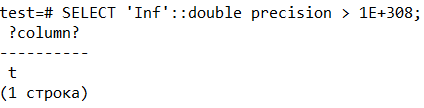 test=# SELECT 'Inf'::double precision > 1E+308;
?column?
----------
t
(1 строка)